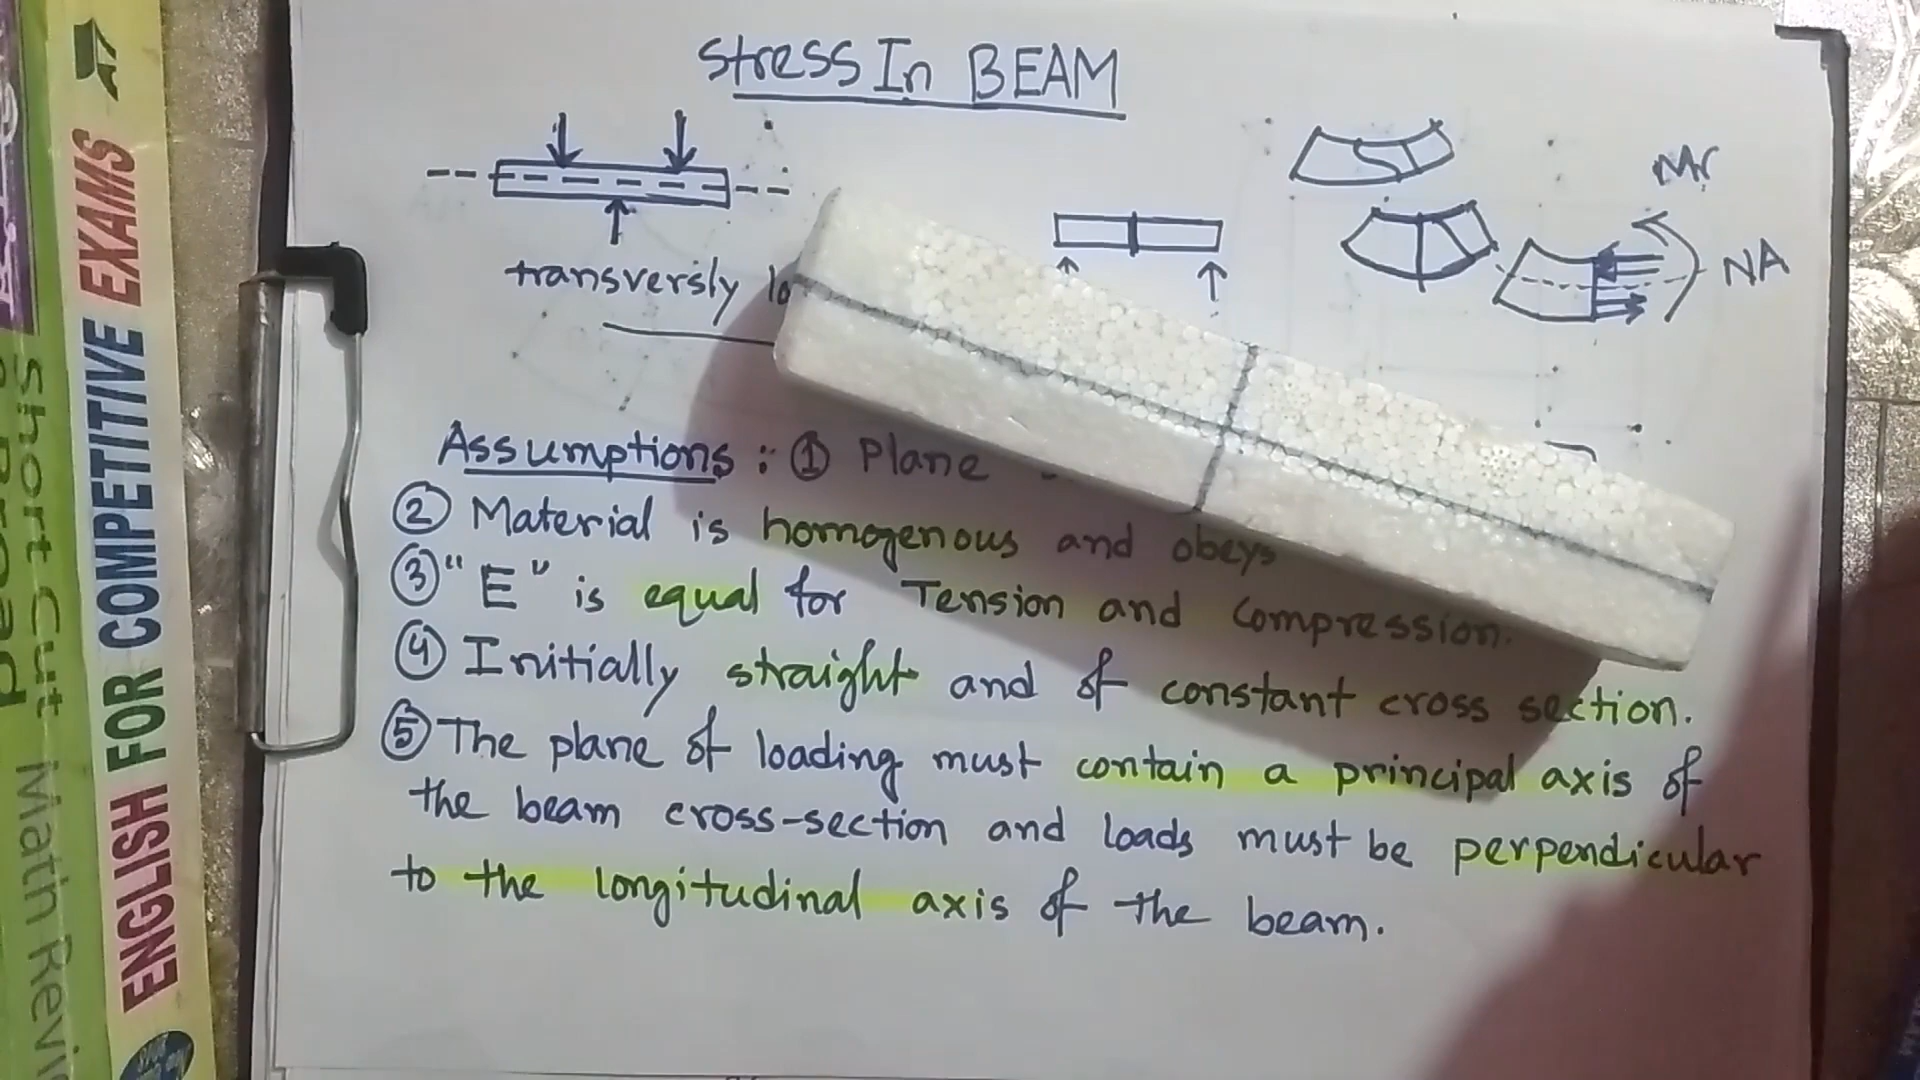 Stress In BEAM
Mr
NA
transversly
Assumptions : ① Plane
② Material is homogenous and obeys
③ "E" is equal for Tension and compression.
④ Initially straight and of constant cross section.
⑤ The plane of loading must contain a principal axis of
the beam cross-section and loads must be perpendicular
to the longitudinal axis of the beam.
ENGLISH FOR COMPETITIVE EXAMS
Short Cut Math